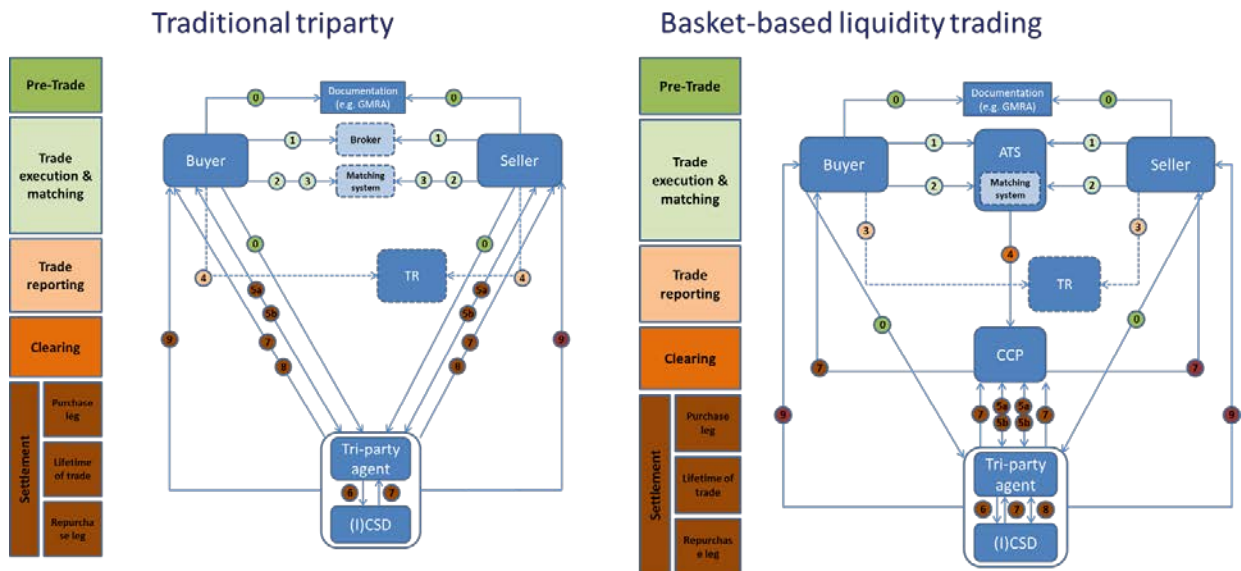 Traditional triparty
Pre-Trade
Trade
execution &
matching
Trade
reporting
Clearing
Settlement
Purchase
leg
Lifetime
of trade
Repurcha
se leg
0
Documentation
(e.g. GMRA)
0
Buyer
1
Broker
1
Seller
2
3
Matching
system
3
2
0
0
4
TR
4
5a
5a
5b
5b
9
7
7
9
8
8
Tri-party
agent
6
7
(I)CSD
Basket-based liquidity trading
Pre-Trade
Trade
execution &
matching
Trade
reporting
Clearing
Settlement
Purchase
leg
Lifetime of
trade
Repurchas
e leg
0
Documentation
(e.g. GMRA)
0
Buyer
1
ATS
1
Seller
2
Matching
system
2
3
3
4
TR
0
0
7
CCP
7
9
7
5a
5b
5a
5b
7
9
Tri-party
agent
6
7
8
(I)CSD